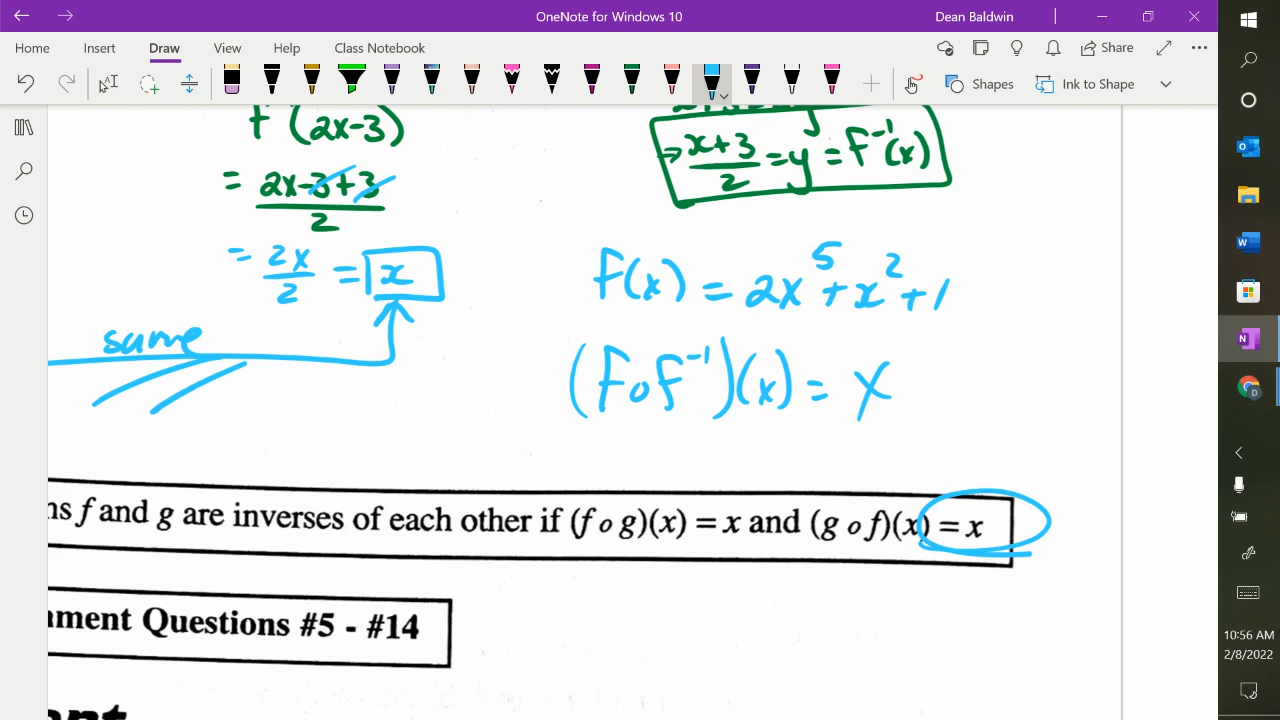 OneNote for Windows 10
Dean Baldwin
Home Insert Draw View Help Class Notebook
Share
Shapes
Ink to Shape
f (2x-3)
= 2x-3+3
2
= 2x
2
= x
same
→ x+3
2
= y = f⁻¹(x)
f(x) = 2x⁵+x²+1
(f∘f⁻¹)(x) = x
ns f and g are inverses of each other if (f o g)(x) = x and (g o f)(x) = x
nment Questions #5 - #14
10:56 AM
2/8/2022